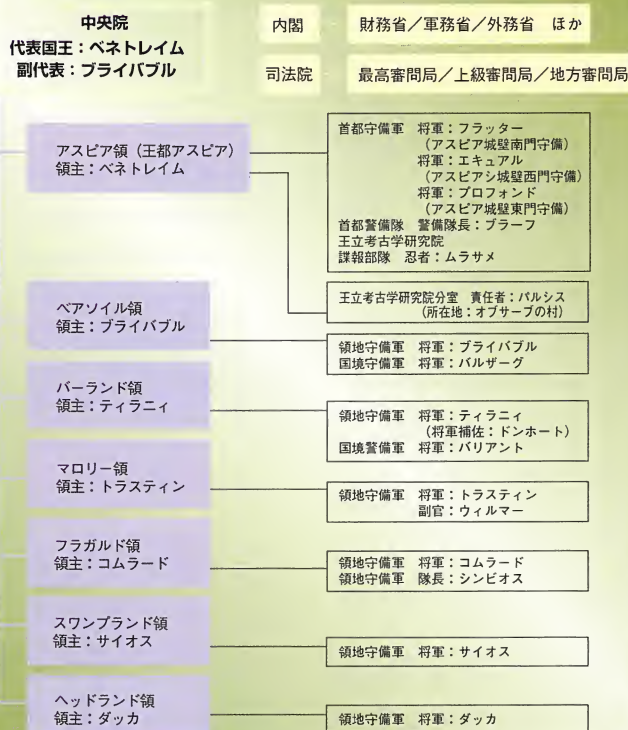 中央院
代表国王：ベネトレイム
副代表：ブライバブル
内閣
財務省／軍務省／外務省　ほか
司法院
最高審問局／上級審問局／地方審問局
アスピア領（王都アスピア）
領主：ベネトレイム
首都守備軍　将軍：フラッター
（アスピア城壁南門守備）
将軍：エキュアル
（アスピアシ城壁西門守備）
将軍：プロフォンド
（アスピア城壁東門守備）
首都警備隊　警備隊長：ブラーフ
王立考古学研究院
諜報部隊　忍者：ムラサメ
王立考古学研究院分室　責任者：パルシス
（所在地：オブサーブの村）
ベアソイル領
領主：ブライバブル
領地守備軍　将軍：ブライバブル
国境守備軍　将軍：バルザーグ
バーランド領
領主：ティラニィ
領地守備軍　将軍：ティラニィ
（将軍補佐：ドンホート）
国境警備軍　将軍：バリアント
マロリー領
領主：トラスティン
領地守備軍　将軍：トラスティン
副官：ウィルマー
フラガルド領
領主：コムラード
領地守備軍　将軍：コムラード
領地守備軍　隊長：シンビオス
スワンプランド領
領主：サイオス
領地守備軍　将軍：サイオス
ヘッドランド領
領主：ダッカ
領地守備軍　将軍：ダッカ